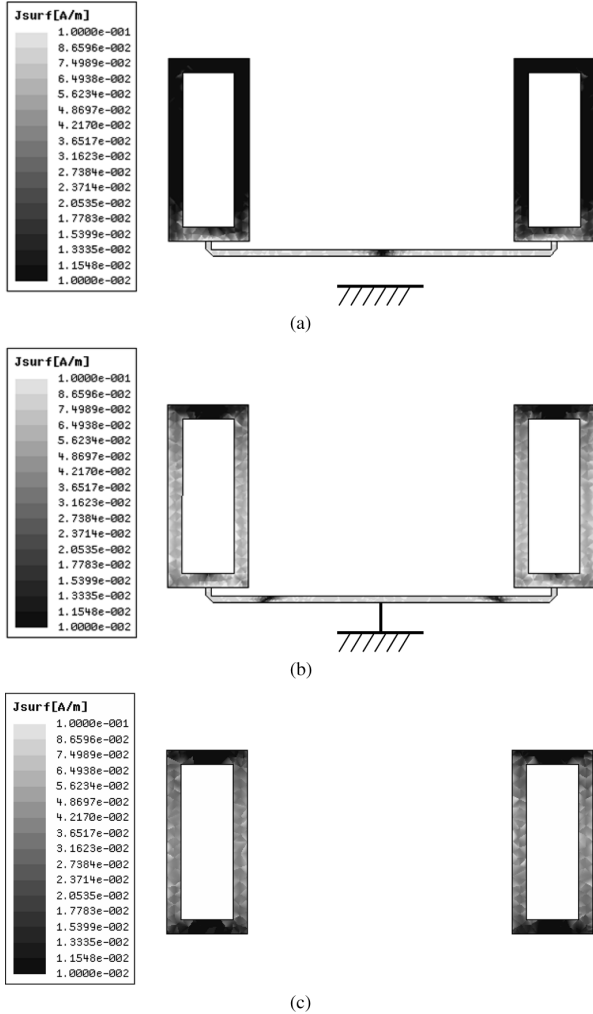 Jsurf[A/m]
1.0000e-001
8.6596e-002
7.4989e-002
6.4938e-002
5.6234e-002
4.8697e-002
4.2170e-002
3.6517e-002
3.1623e-002
2.7384e-002
2.3714e-002
2.0535e-002
1.7783e-002
1.5399e-002
1.3335e-002
1.1548e-002
1.0000e-002
(a)
Jsurf[A/m]
1.0000e-001
8.6596e-002
7.4989e-002
6.4938e-002
5.6234e-002
4.8697e-002
4.2170e-002
3.6517e-002
3.1623e-002
2.7384e-002
2.3714e-002
2.0535e-002
1.7783e-002
1.5399e-002
1.3335e-002
1.1548e-002
1.0000e-002
(b)
Jsurf[A/m]
1.0000e-001
8.6596e-002
7.4989e-002
6.4938e-002
5.6234e-002
4.8697e-002
4.2170e-002
3.6517e-002
3.1623e-002
2.7384e-002
2.3714e-002
2.0535e-002
1.7783e-002
1.5399e-002
1.3335e-002
1.1548e-002
1.0000e-002
(c)